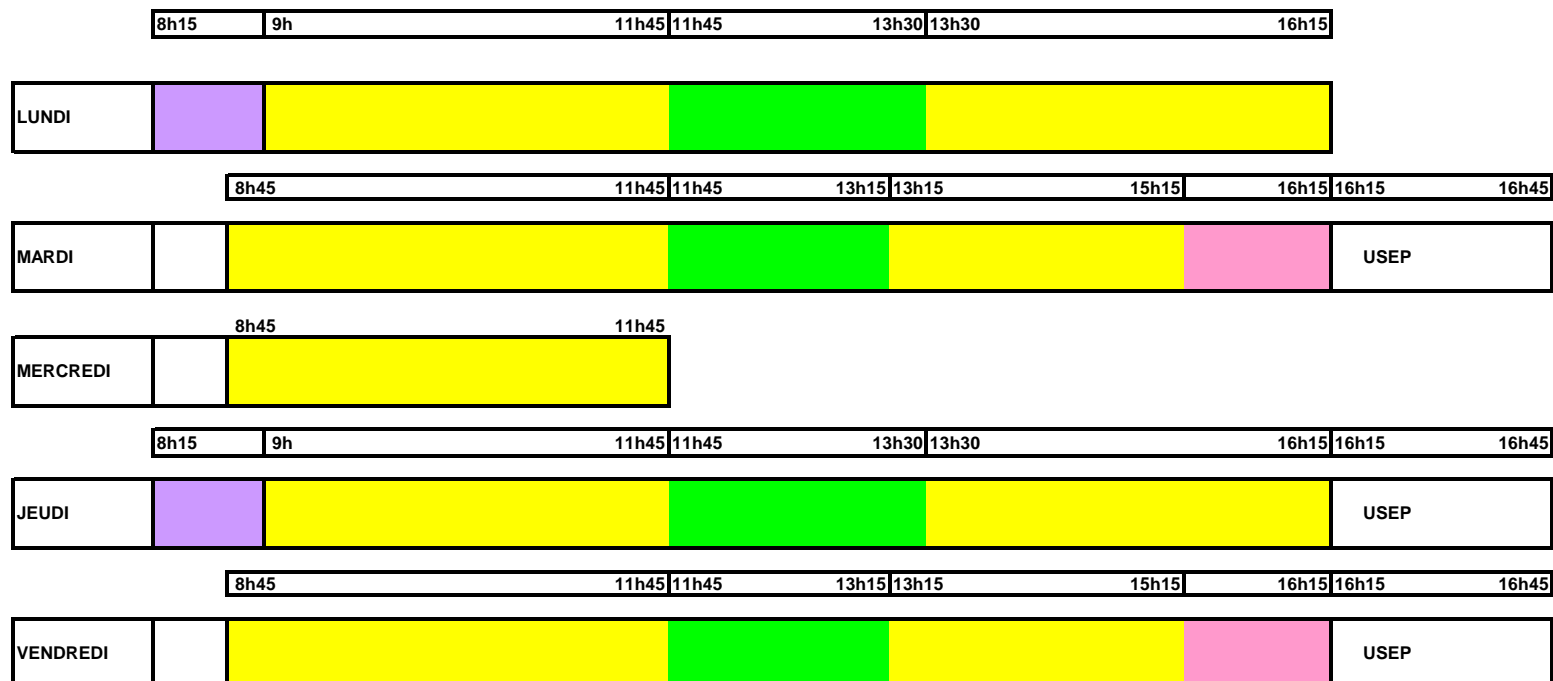 8h15 9h 11h45 11h45 13h30 13h30 16h15
LUNDI
8h45 11h45 11h45 13h15 13h15 15h15 16h15 16h15 16h45
MARDI USEP
8h45 11h45
MERCREDI
8h15 9h 11h45 11h45 13h30 13h30 16h15 16h15 16h45
JEUDI USEP
8h45 11h45 11h45 13h15 13h15 15h15 16h15 16h15 16h45
VENDREDI USEP